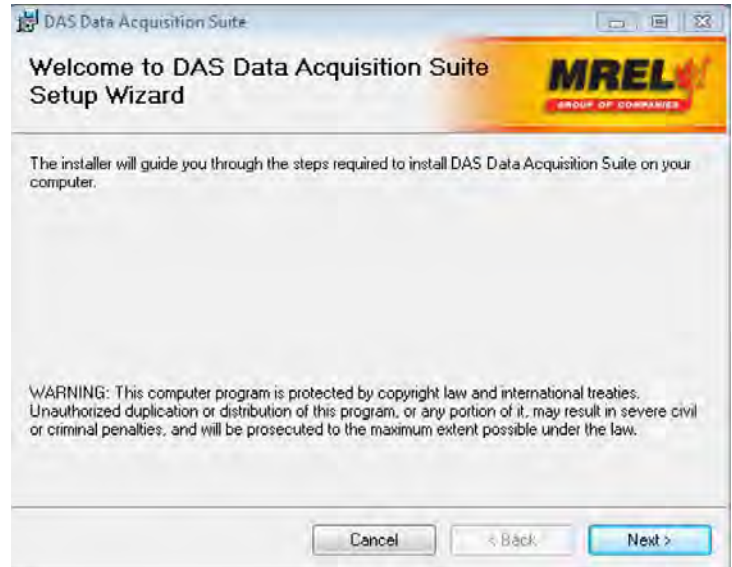 DAS Data Acquisition Suite
Welcome to DAS Data Acquisition Suite
Setup Wizard
MREL
GROUP OF COMPANIES
The installer will guide you through the steps required to install DAS Data Acquisition Suite on your
computer.
WARNING: This computer program is protected by copyright law and international treaties.
Unauthorized duplication or distribution of this program, or any portion of it, may result in severe civil
or criminal penalties, and will be prosecuted to the maximum extent possible under the law.
Cancel < Back Next >